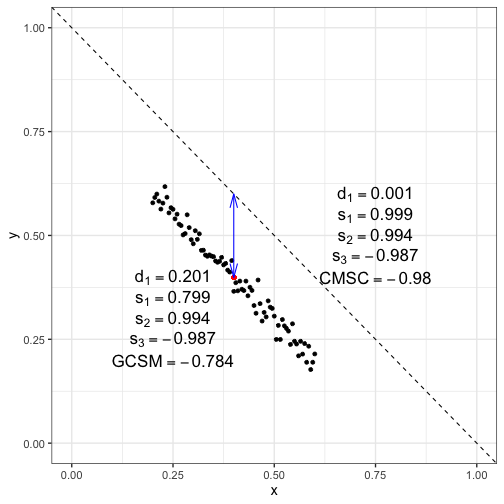 1.00
0.75
0.50
0.25
0.00
y
d₁ = 0.001
s₁ = 0.999
s₂ = 0.994
s₃ = −0.987
CMSC = −0.98
d₁ = 0.201
s₁ = 0.799
s₂ = 0.994
s₃ = −0.987
GCSM = −0.784
0.00 0.25 0.50 0.75 1.00
x